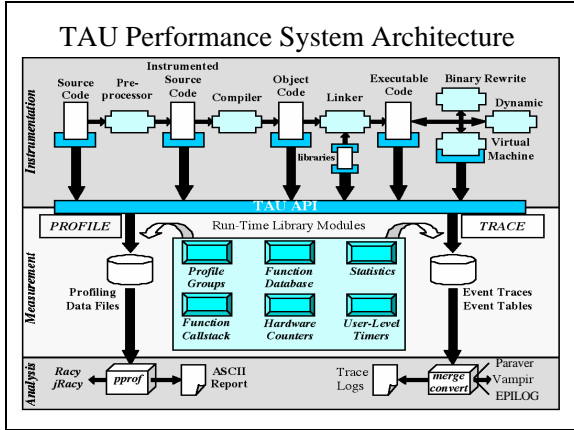 TAU Performance System Architecture
Instrumentation
Source
Code
Pre-
processor
Instrumented
Source
Code
Compiler
Object
Code
Linker
libraries
Executable
Code
Binary Rewrite
Dynamic
Virtual
Machine
TAU API
Measurement
PROFILE
Run-Time Library Modules
TRACE
Profile
Groups
Function
Database
Statistics
Function
Callstack
Hardware
Counters
User-Level
Timers
Profiling
Data Files
Event Traces
Event Tables
Analysis
Racy
jRacy
pprof
ASCII
Report
Trace
Logs
merge
convert
Paraver
Vampir
EPILOG